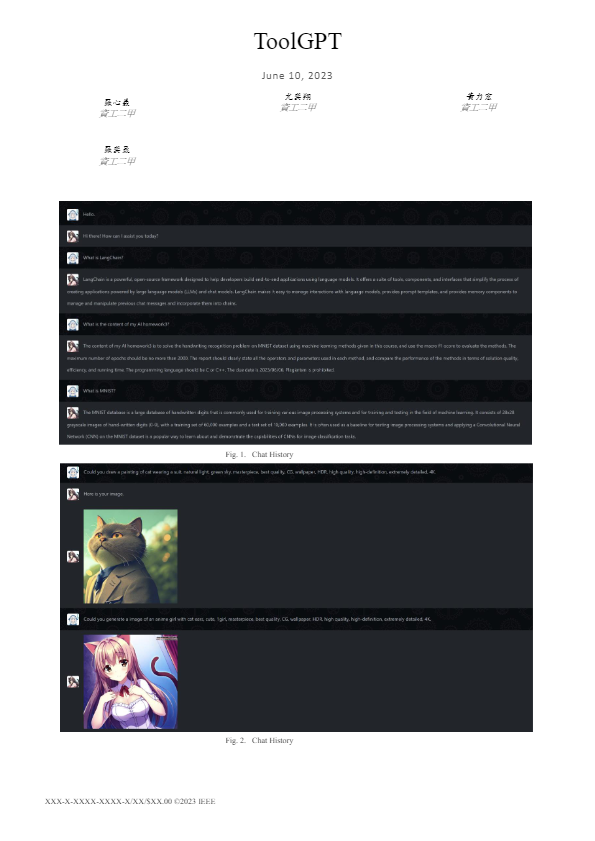 ToolGPT
June 10, 2023
羅心義
資工二甲
尤英翔
資工二甲
黃力宏
資工二甲
羅英飛
資工二甲
Hello.
Hi there! How can I assist you today?
What is LangChain?
LangChain is a powerful, open-source framework designed to help developers build end-to-end applications using language models. It offers a suite of tools, components, and interfaces that simplify the process of
creating applications powered by large language models (LLMs) and chat models. LangChain makes it easy to manage interactions with language models, provides prompt templates, and provides memory components to
manage and manipulate previous chat messages and incorporate them into chains.
What is the content of my AI homework3?
The content of my AI homework3 is to solve the handwriting recognition problem on MNIST dataset using machine learning methods given in this course, and use the macro F1-score to evaluate the methods. The
maximum number of epochs should be no more than 2000. The report should clearly state all the operators and parameters used in each method, and compare the performance of the methods in terms of solution quality,
efficiency, and running time. The programming language should be C or C++. The due date is 2023/06/06. Plagiarism is prohibited.
What is MNIST?
The MNIST database is a large database of handwritten digits that is commonly used for training various image processing systems and for training and testing in the field of machine learning. It consists of 28x28
grayscale images of handwritten digits (0-9), with a training set of 60,000 examples and a test set of 10,000 examples. It is often used as a baseline for testing image processing systems and applying a Convolutional Neural
Network (CNN) on the MNIST dataset is a popular way to learn about and demonstrate the capabilities of CNNs for image classification tasks.
Fig. 1. Chat History
Could you draw a painting of cat wearing a suit, natural light, green sky, masterpiece, best quality, CG, wallpaper, HDR, high quality, high-definition, extremely detailed, 4K.
Here is your image.
Could you generate a image of an anime girl with cat ears, cute, 1girl, masterpiece, best quality, CG, wallpaper, HDR, high quality, high-definition, extremely detailed, 4K.
Fig. 2. Chat History
XXX-X-XXXX-XXXX-X/XX/$XX.00 ©2023 IEEE